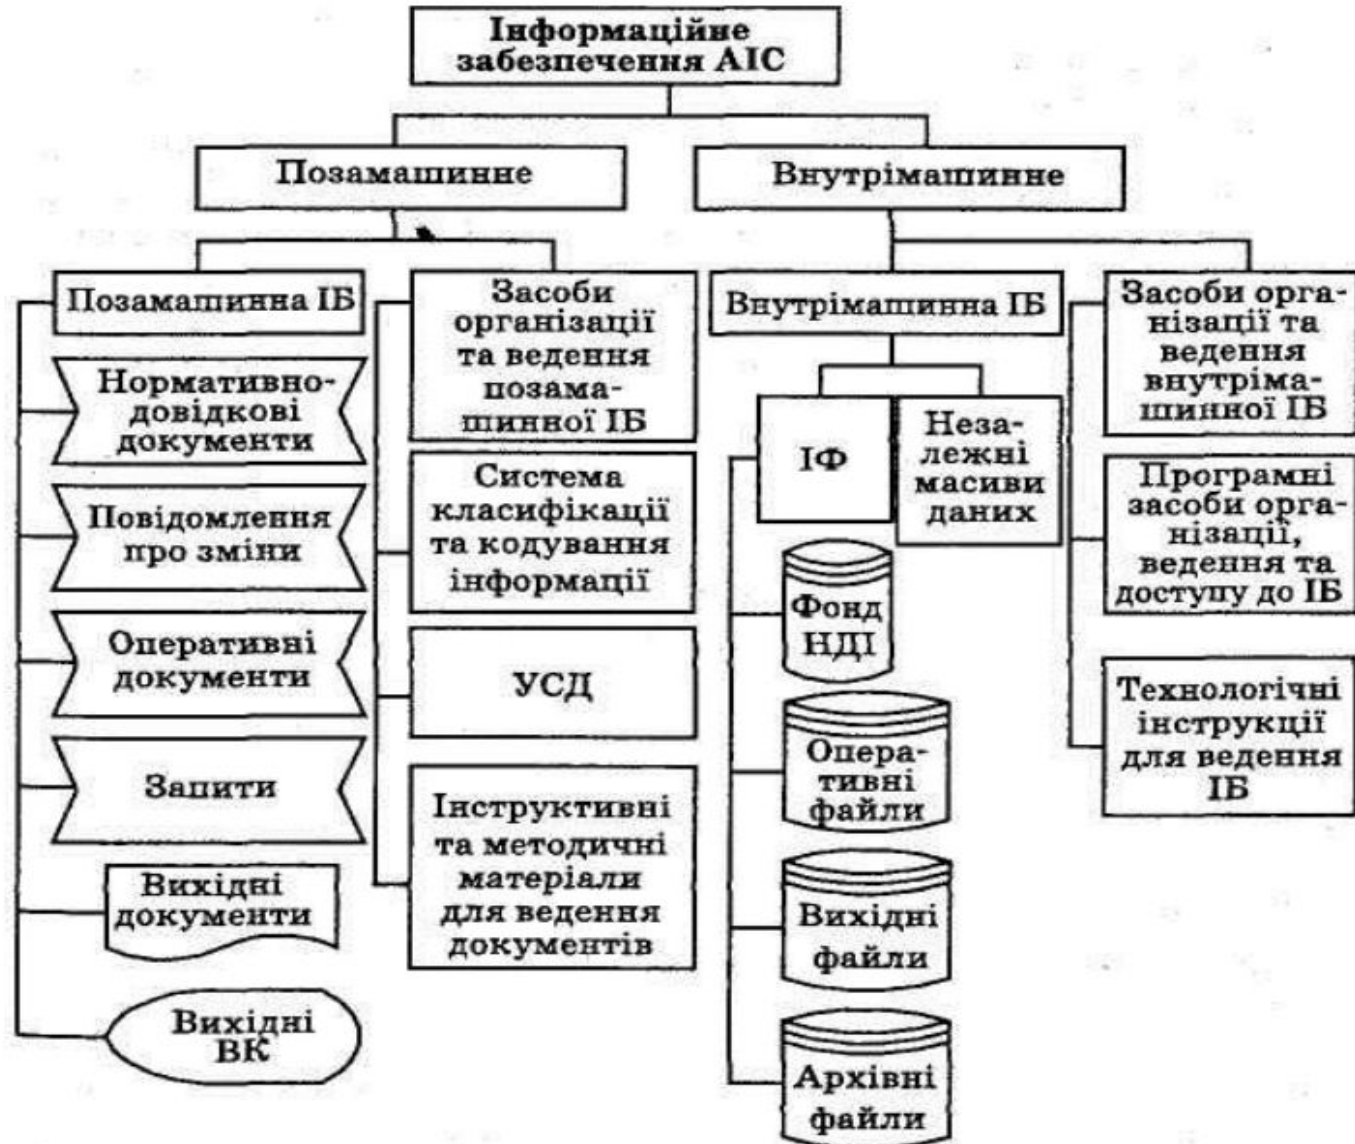 Інформаційне
забезпечення АІС
Позамашинне
Внутрімашинне
Позамашинна ІБ
Нормативно-
довідкові
документи
Повідомлення
про зміни
Оперативні
документи
Запити
Вихідні
документи
Вихідні
ВК
Засоби
організації
та ведення
позама-
шинної ІБ
Система
класифікації
та кодування
інформації
УСД
Інструктивні
та методичні
матеріали
для ведення
документів
Внутрімашинна ІБ
ІФ
Неза-
лежні
масиви
даних
Фонд
НДІ
Опера-
тивні
файли
Вихідні
файли
Архівні
файли
Засоби орга-
нізації та
ведення
внутріма-
шинної ІБ
Програмні
засоби орга-
нізації,
ведення та
доступу до ІБ
Технологічні
інструкції
для ведення
ІБ